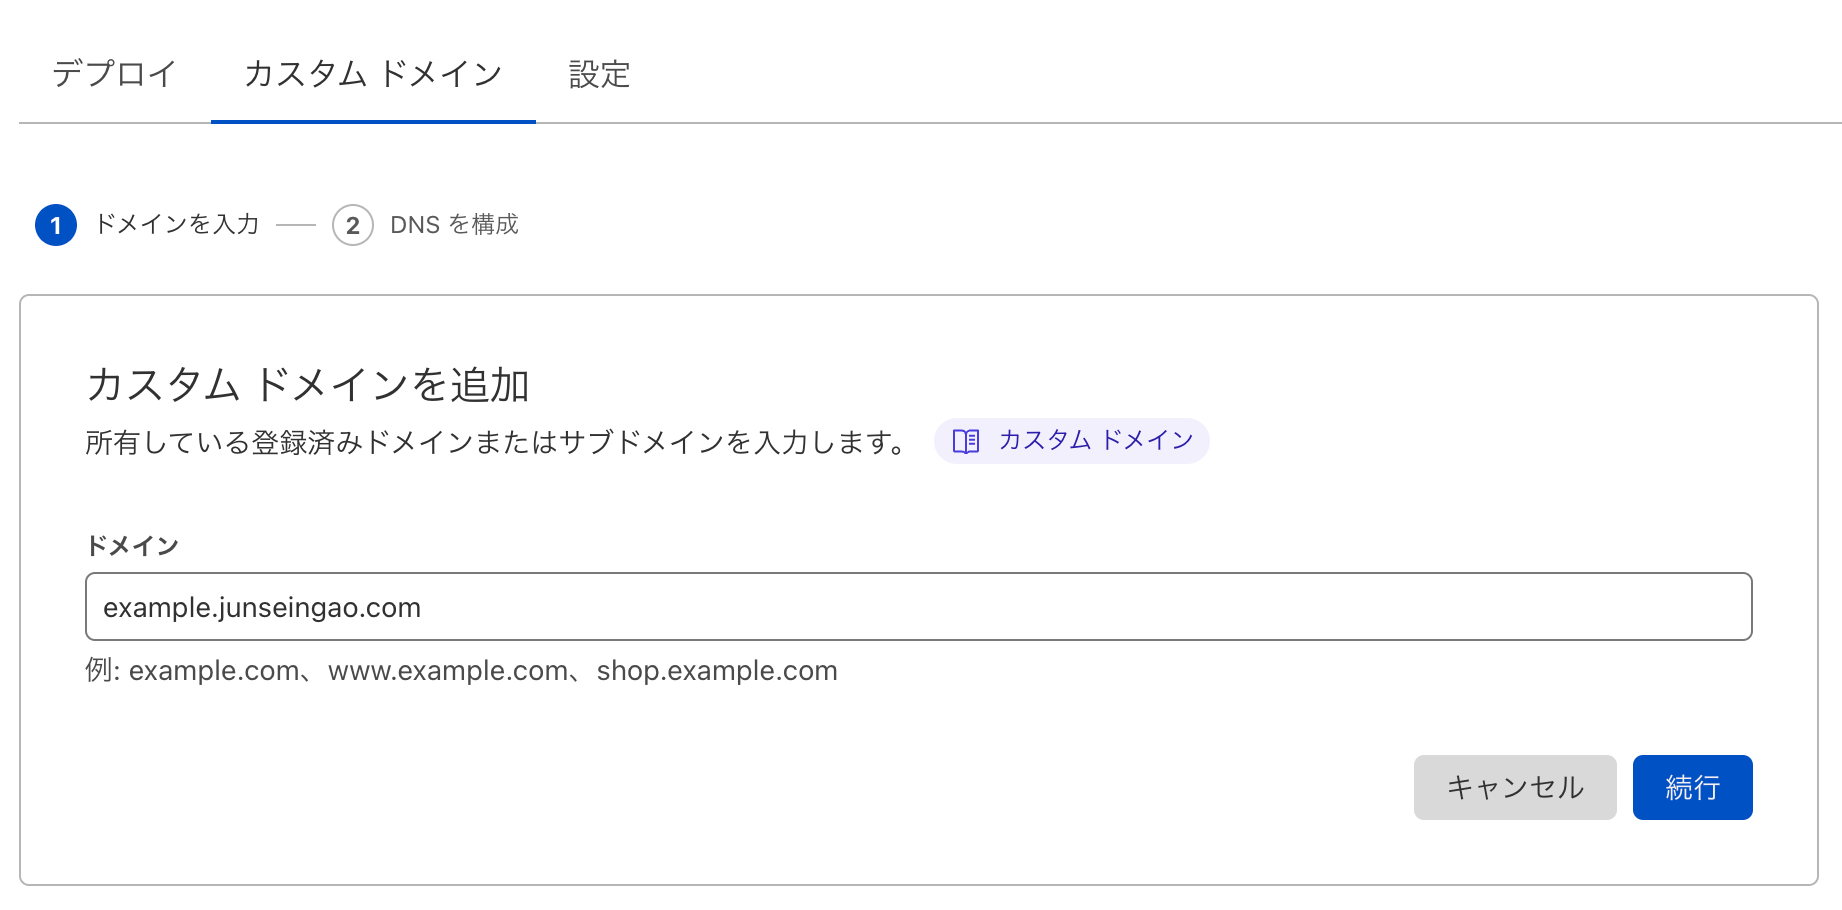 デプロイ カスタム ドメイン 設定
1 ドメインを入力 2 DNS を構成
カスタム ドメインを追加
所有している登録済みドメインまたはサブドメインを入力します。 カスタム ドメイン
ドメイン
example.junseingao.com
例: example.com、www.example.com、shop.example.com
キャンセル 続行